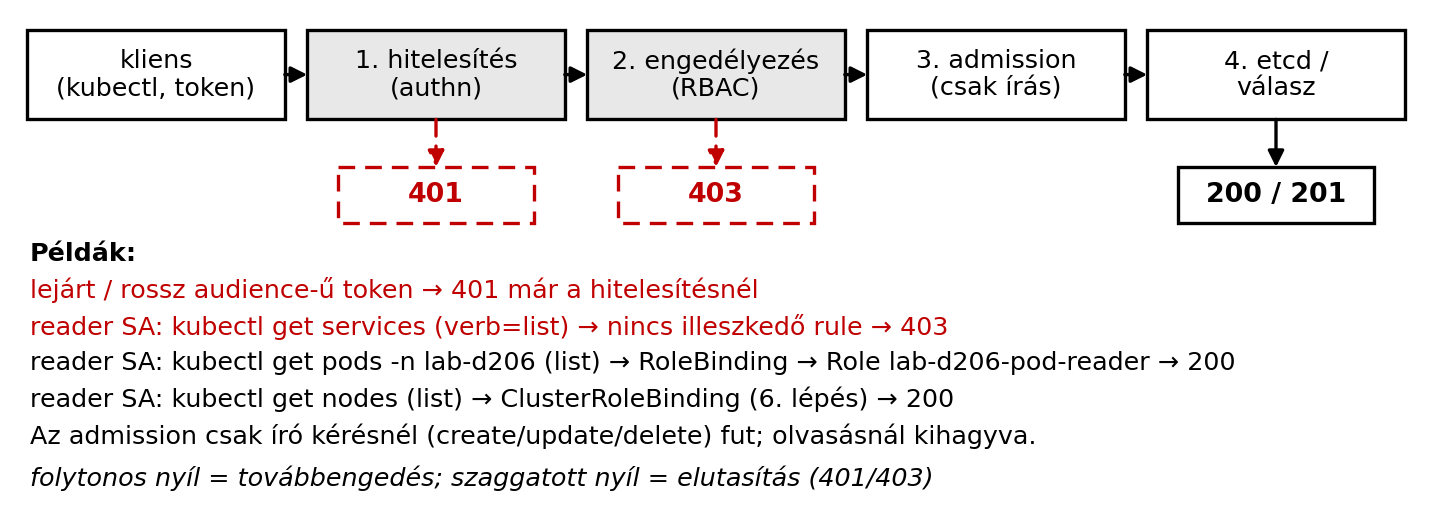 kliens
(kubectl, token)
1. hitelesítés
(authn)
2. engedélyezés
(RBAC)
3. admission
(csak írás)
4. etcd /
válasz
401
403
200 / 201
Példák:
lejárt / rossz audience-ű token → 401 már a hitelesítésnél
reader SA: kubectl get services (verb=list) → nincs illeszkedő rule → 403
reader SA: kubectl get pods -n lab-d206 (list) → RoleBinding → Role lab-d206-pod-reader → 200
reader SA: kubectl get nodes (list) → ClusterRoleBinding (6. lépés) → 200
Az admission csak író kérésnél (create/update/delete) fut; olvasásnál kihagyva.
folytonos nyíl = továbbengedés; szaggatott nyíl = elutasítás (401/403)